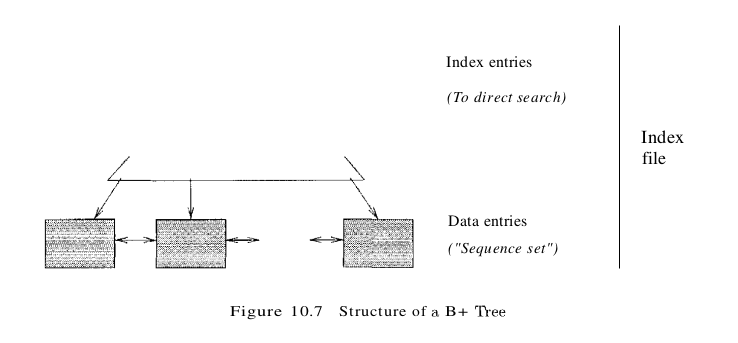 Index entries
(To direct search)
Index
file
Data entries
("Sequence set")
Figure 10.7 Structure of a B+ Tree